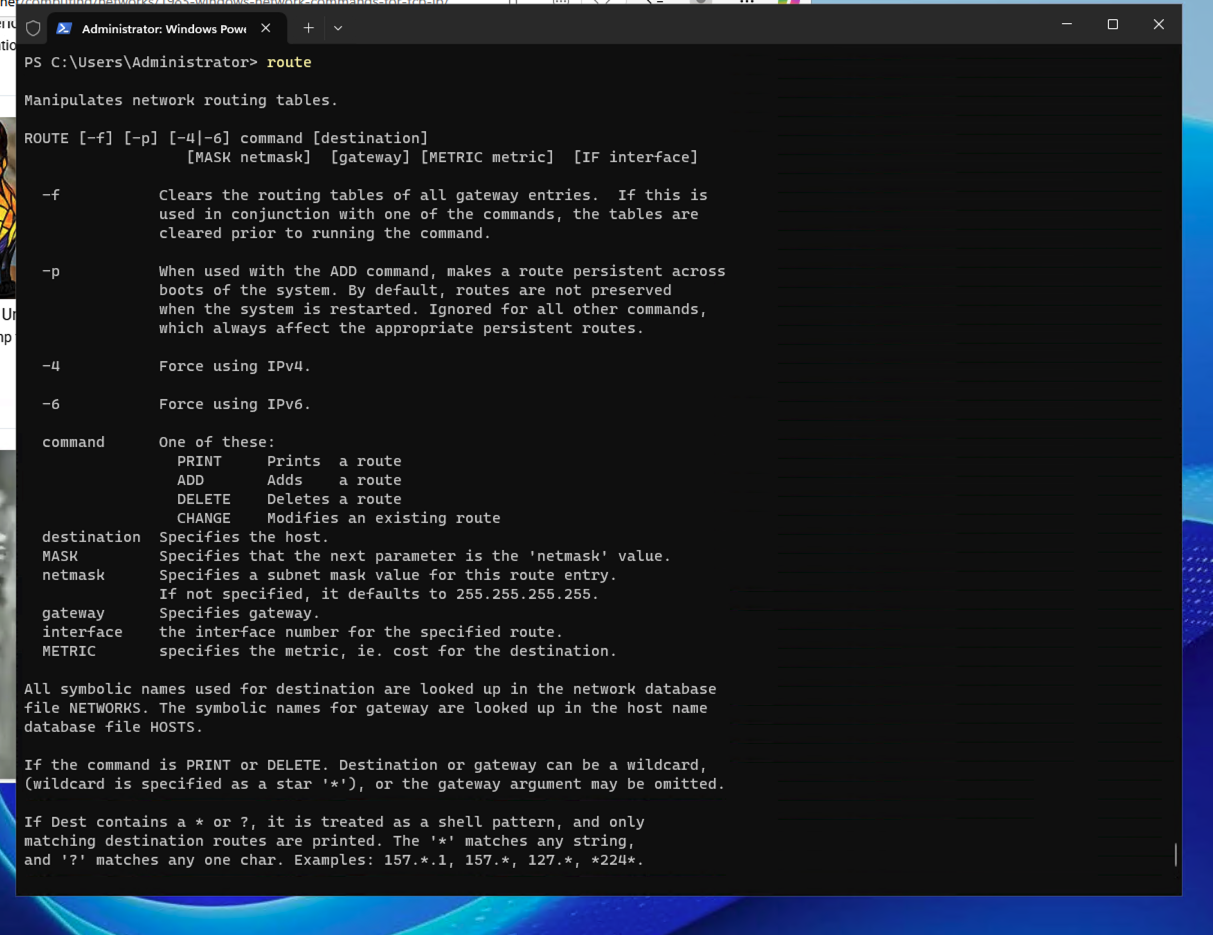 Administrator: Windows Powe
PS C:\Users\Administrator> route
Manipulates network routing tables.
ROUTE [-f] [-p] [-4|-6] command [destination]
[MASK netmask]  [gateway] [METRIC metric]  [IF interface]
-f           Clears the routing tables of all gateway entries.  If this is
used in conjunction with one of the commands, the tables are
cleared prior to running the command.
-p           When used with the ADD command, makes a route persistent across
boots of the system. By default, routes are not preserved
when the system is restarted. Ignored for all other commands,
which always affect the appropriate persistent routes.
-4           Force using IPv4.
-6           Force using IPv6.
command      One of these:
PRINT     Prints  a route
ADD       Adds    a route
DELETE    Deletes a route
CHANGE    Modifies an existing route
destination  Specifies the host.
MASK         Specifies that the next parameter is the 'netmask' value.
netmask      Specifies a subnet mask value for this route entry.
If not specified, it defaults to 255.255.255.255.
gateway      Specifies gateway.
interface    the interface number for the specified route.
METRIC       specifies the metric, ie. cost for the destination.
All symbolic names used for destination are looked up in the network database
file NETWORKS. The symbolic names for gateway are looked up in the host name
database file HOSTS.
If the command is PRINT or DELETE. Destination or gateway can be a wildcard,
(wildcard is specified as a star '*'), or the gateway argument may be omitted.
If Dest contains a * or ?, it is treated as a shell pattern, and only
matching destination routes are printed. The '*' matches any string,
and '?' matches any one char. Examples: 157.*.1, 157.*, 127.*, *224*.